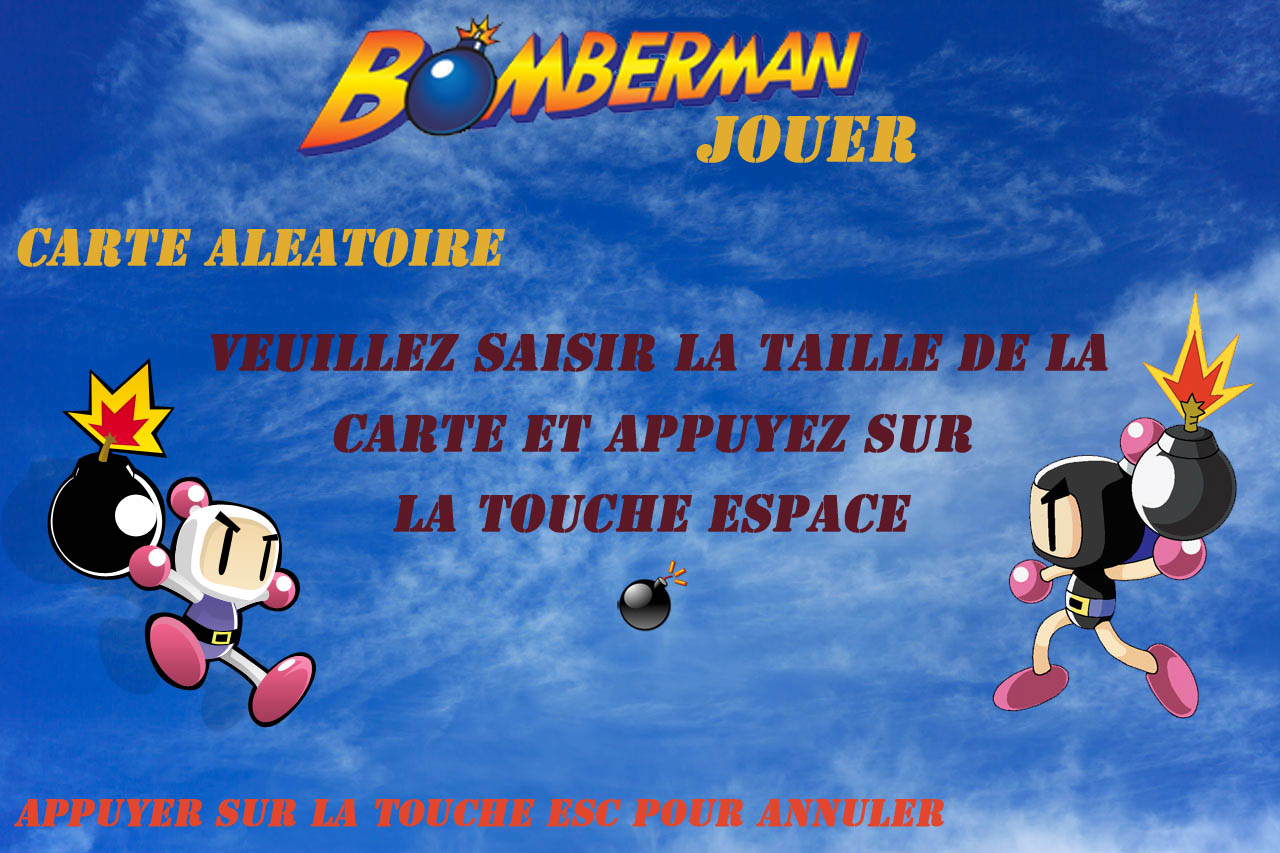 BOMBERMAN
JOUER
CARTE ALEATOIRE
VEUILLEZ SAISIR LA TAILLE DE LA
CARTE ET APPUYEZ SUR
LA TOUCHE ESPACE
APPUYER SUR LA TOUCHE ESC POUR ANNULER